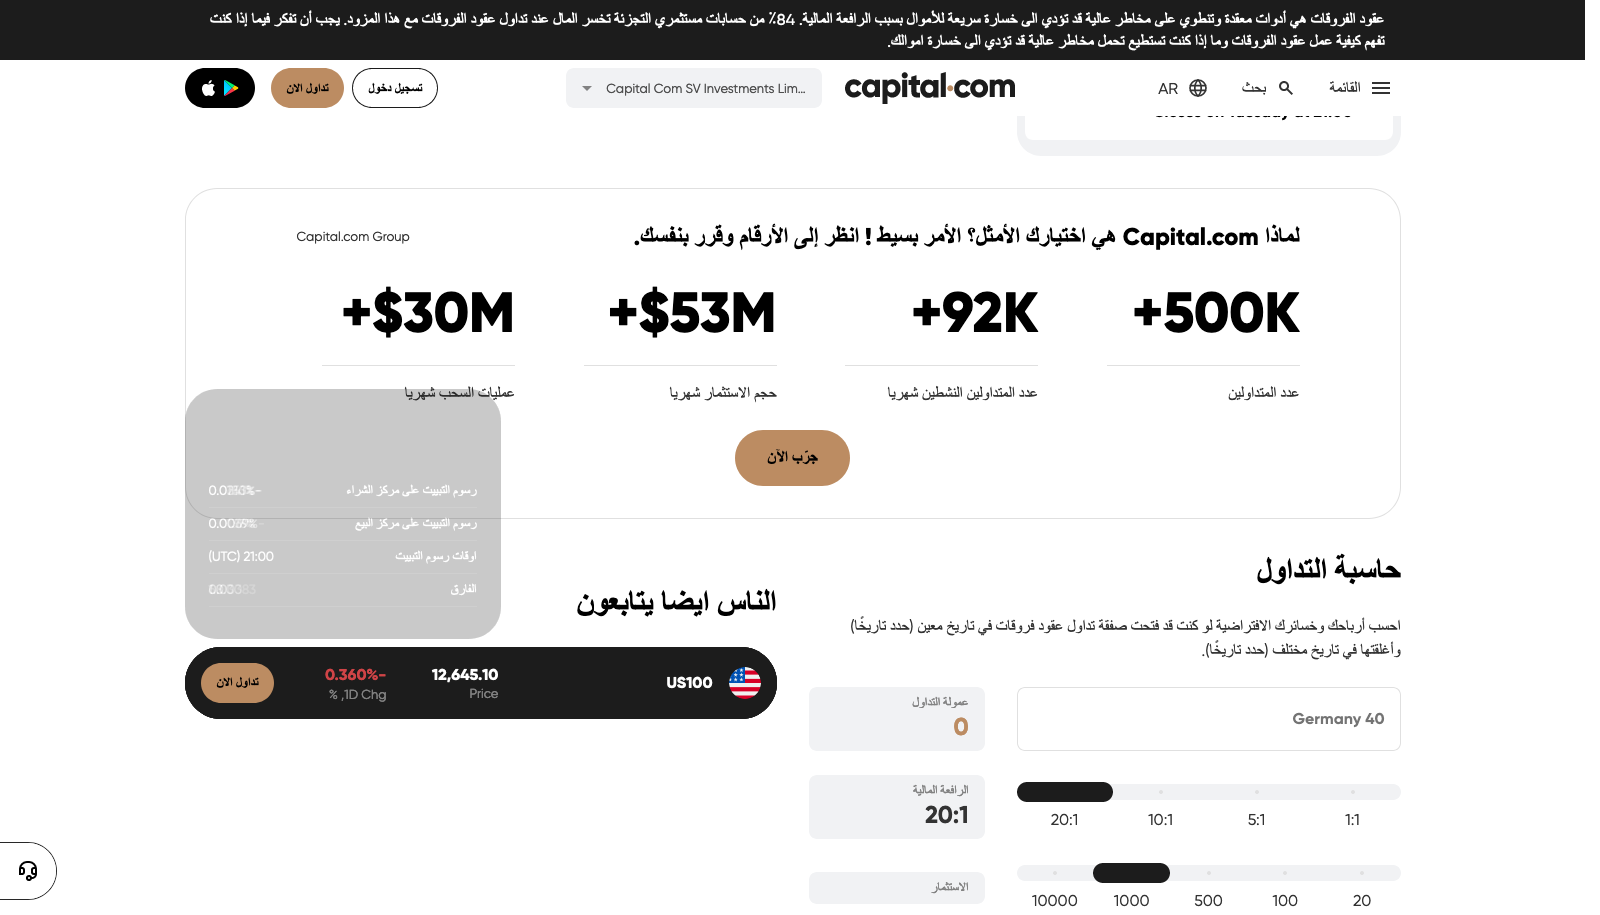 عقود الفروقات هي أدوات معقدة وتنطوي على مخاطر عالية قد تؤدي الى خسارة سريعة للأموال بسبب الرافعة المالية. 84٪ من حسابات مستثمري التجزئة تخسر المال عند تداول عقود الفروقات مع هذا المزود. يجب أن تفكر فيما إذا كنت
تفهم كيفية عمل عقود الفروقات وما إذا كنت تستطيع تحمل مخاطر عالية قد تؤدي الى خسارة اموالك.
القائمة
بحث
AR
capital.com
Capital Com SV Investments Lim...
تسجيل دخول
تداول الان
لماذا Capital.com هي اختيارك الأمثل؟ الأمر بسيط ! انظر إلى الأرقام وقرر بنفسك.
Capital.com Group
+500K
+92K
+$53M
+$30M
عدد المتداولين
عدد المتداولين النشطين شهريا
حجم الاستثمار شهريا
عمليات السحب شهريا
جرّب الآن
رسوم التبييت على مركز الشراء
رسوم التبييت على مركز البيع
اوقات رسوم التبييت
21:00 (UTC)
الفارق
الناس ايضا يتابعون
US100
12,645.10
Price
-0.360%
% ,1D Chg
تداول الان
حاسبة التداول
احسب أرباحك وخسائرك الافتراضية لو كنت قد فتحت صفقة تداول عقود فروقات في تاريخ معين (حدد تاريخًا)
وأغلقتها في تاريخ مختلف (حدد تاريخًا).
Germany 40
عمولة التداول
0
الرافعة المالية
20:1
1:1
5:1
10:1
20:1
الاستثمار
20
100
500
1000
10000